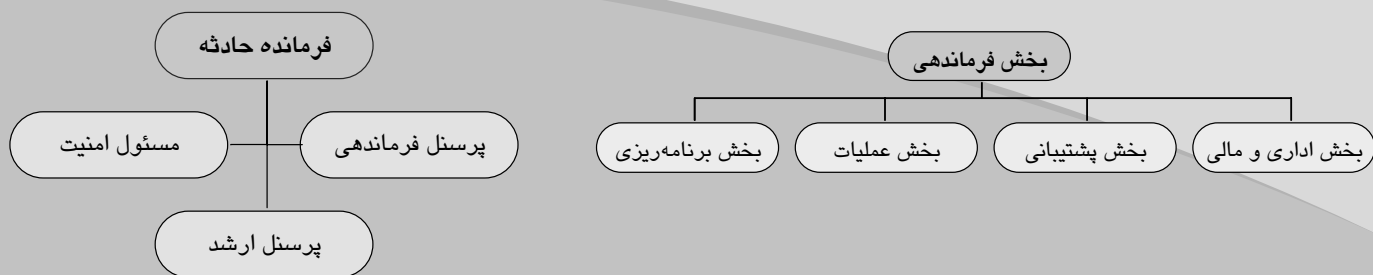 فرمانده حادثه
پرسنل فرماندهی
مسئول امنیت
پرسنل ارشد
بخش فرماندهی
بخش اداری و مالی
بخش پشتیبانی
بخش عملیات
بخش برنامه‌ریزی